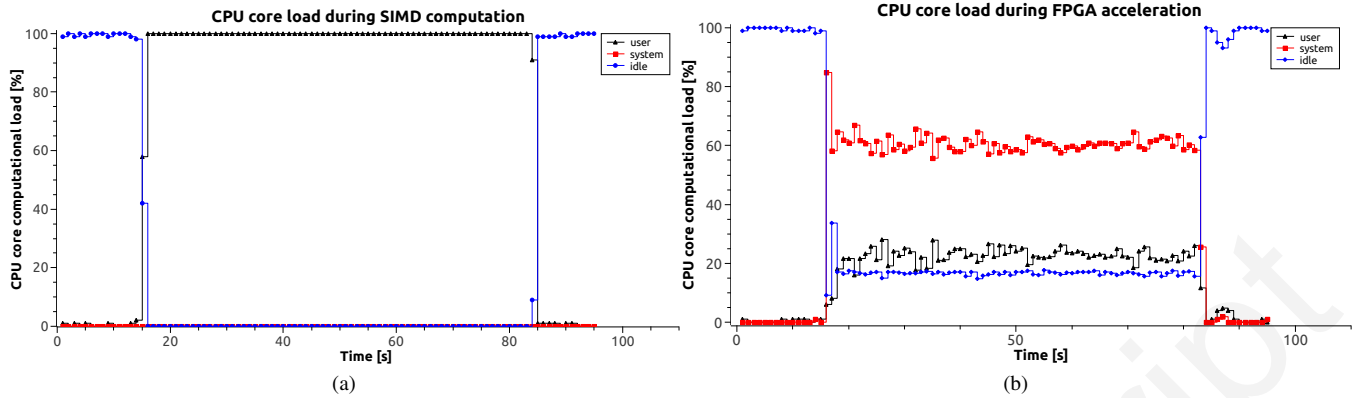 CPU core load during SIMD computation
CPU core computational load [%]
100
80
60
40
20
0
0
20
40
60
80
100
Time [s]
user
system
idle
(a)
CPU core load during FPGA acceleration
CPU core computational load [%]
100
80
60
40
20
0
0
50
100
Time [s]
user
system
idle
(b)
ript